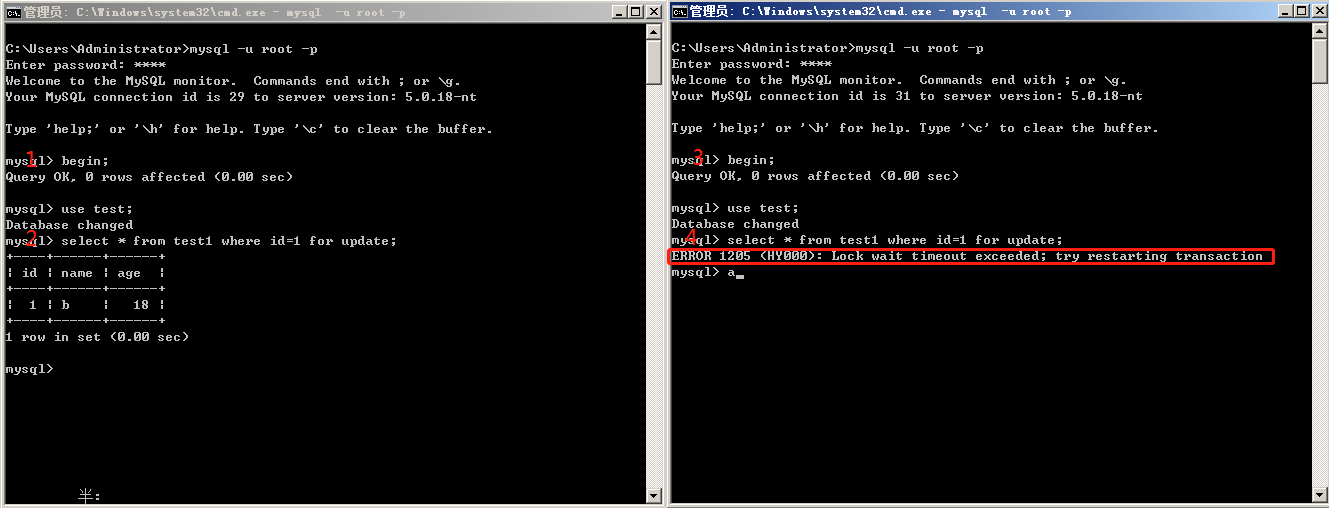 管理员: C:\Windows\system32\cmd.exe - mysql  -u root -p
C:\Users\Administrator>mysql -u root -p
Enter password: ****
Welcome to the MySQL monitor.  Commands end with ; or \g.
Your MySQL connection id is 29 to server version: 5.0.18-nt
Type 'help;' or '\h' for help. Type '\c' to clear the buffer.
1
mysql> begin;
Query OK, 0 rows affected (0.00 sec)
mysql> use test;
Database changed
2
mysql> select * from test1 where id=1 for update;
+----+------+------+
| id | name | age  |
+----+------+------+
|  1 | b    |   18 |
+----+------+------+
1 row in set (0.00 sec)
mysql>
半:
管理员: C:\Windows\system32\cmd.exe - mysql  -u root -p
C:\Users\Administrator>mysql -u root -p
Enter password: ****
Welcome to the MySQL monitor.  Commands end with ; or \g.
Your MySQL connection id is 31 to server version: 5.0.18-nt
Type 'help;' or '\h' for help. Type '\c' to clear the buffer.
3
mysql> begin;
Query OK, 0 rows affected (0.00 sec)
mysql> use test;
Database changed
4
mysql> select * from test1 where id=1 for update;
ERROR 1205 (HY000): Lock wait timeout exceeded; try restarting transaction
mysql> a_